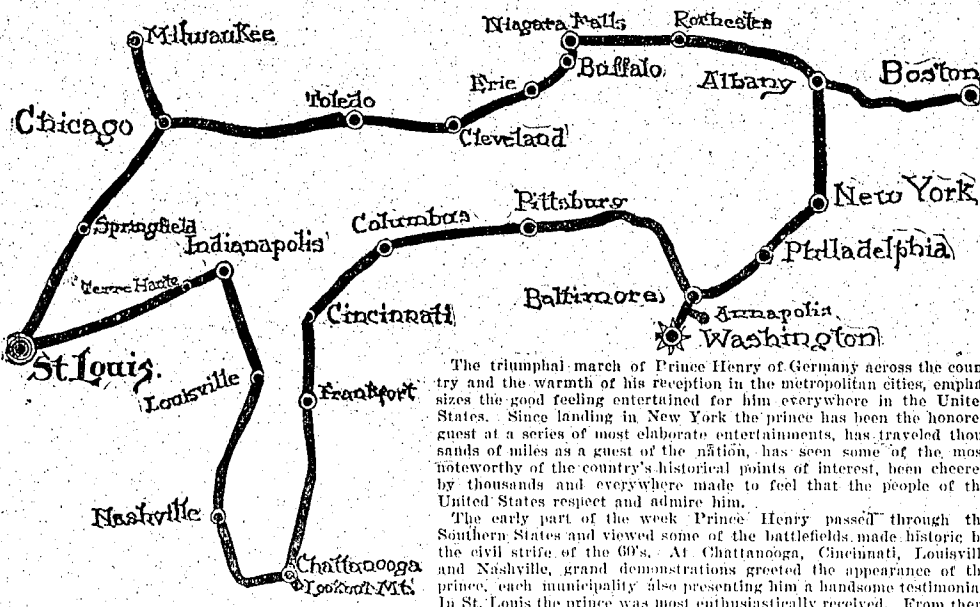 Milwaukee
Niagara Falls
Rochester
Boston
Albany
Buffalo
Erie
Toledo
Chicago
Cleveland
New York
Pittsburg
Columbus
Springfield
Indianapolis
Philadelphia
Terre Haute
Baltimore
Annapolis
Cincinnati
Washington
St. Louis.
Louisville
Frankfort
Nashville
Chattanooga
Lookout Mt.
The triumphal march of Prince Henry of Germany across the coun-
try and the warmth of his reception in the metropolitan cities, empha
sizes the good feeling entertained for him everywhere in the Unite
States. Since landing in New York the prince has been the honore
guest at a series of most elaborate entertainments, has traveled thou
sands of miles as a guest of the nation, has seen some of the mos
noteworthy of the country's historical points of interest, been cheere
by thousands and everywhere made to feel that the people of th
United States respect and admire him.
The early part of the week Prince Henry passed through th
Southern States and viewed some of the battlefields made historic b
the civil strife of the 60's. At Chattanooga, Cincinnati, Louisvill
and Nashville, grand demonstrations greeted the appearance of th
prince, each municipality also presenting him a handsome testimonia
In St. Louis the prince was most enthusiastically received. From